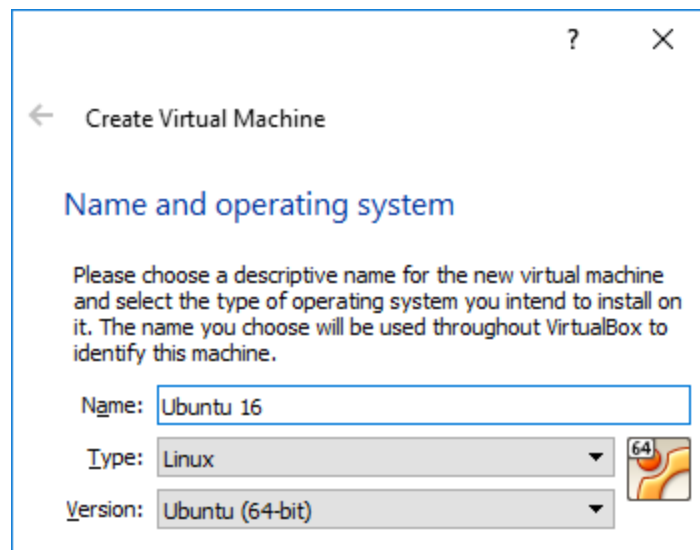 ?
Create Virtual Machine
Name and operating system
Please choose a descriptive name for the new virtual machine
and select the type of operating system you intend to install on
it. The name you choose will be used throughout VirtualBox to
identify this machine.
Name: Ubuntu 16
Type: Linux
64
Version: Ubuntu (64-bit)